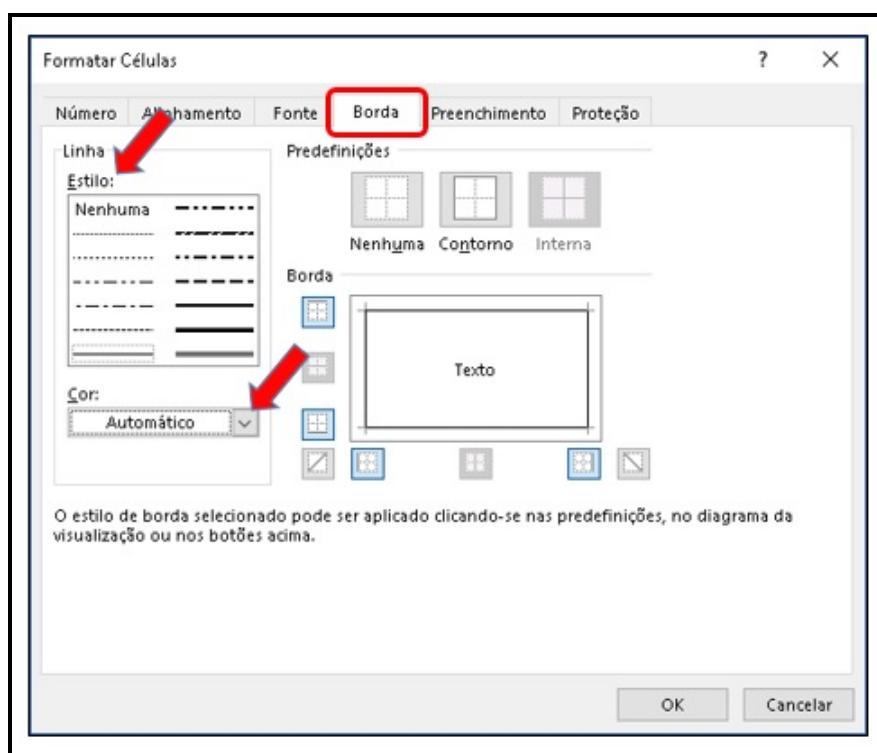 Formatar Células ? ×
Número Alinhamento Fonte Borda Preenchimento Proteção
Linha
Estilo:
Nenhuma
Cor:
Automático
Predefinições
Nenhuma Contorno Interna
Borda
Texto
O estilo de borda selecionado pode ser aplicado clicando-se nas predefinições, no diagrama da
visualização ou nos botões acima.
OK Cancelar